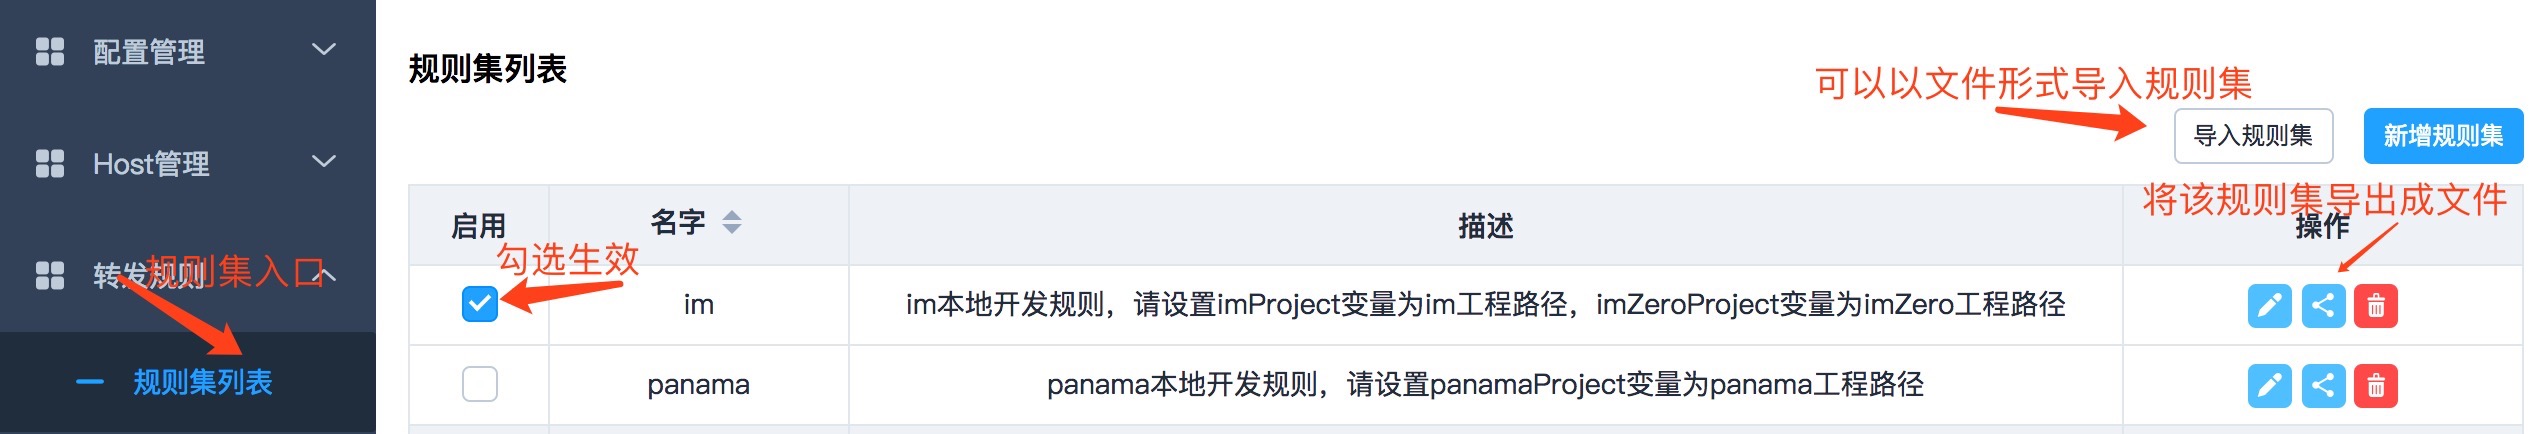 配置管理
Host管理
转发规则
规则集入口
规则集列表
规则集列表
可以以文件形式导入规则集
导入规则集
新增规则集
将该规则集导出成文件
启用
名字
描述
操作
勾选生效
im
im本地开发规则，请设置imProject变量为im工程路径，imZeroProject变量为imZero工程路径
panama
panama本地开发规则，请设置panamaProject变量为panama工程路径